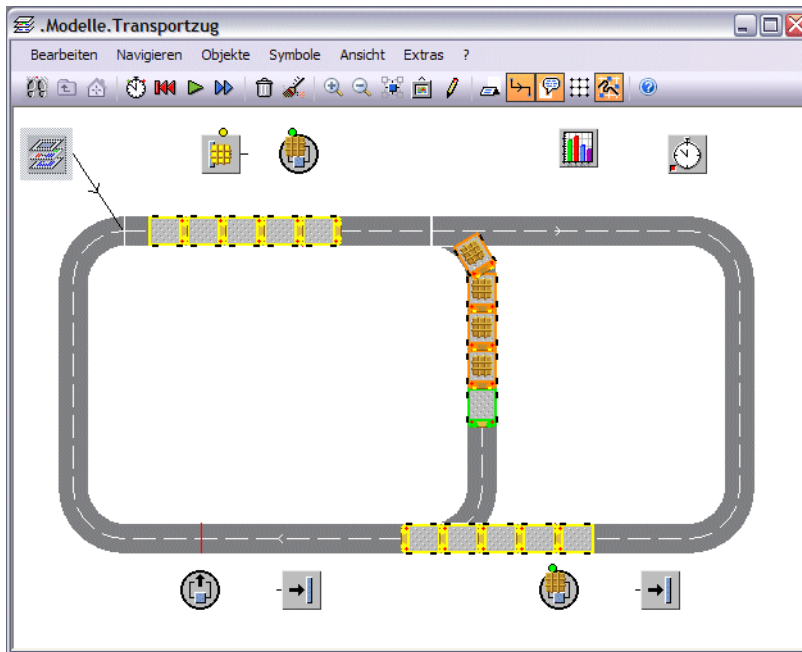 .Modelle.Transportzug
Bearbeiten Navigieren Objekte Symbole Ansicht Extras ?